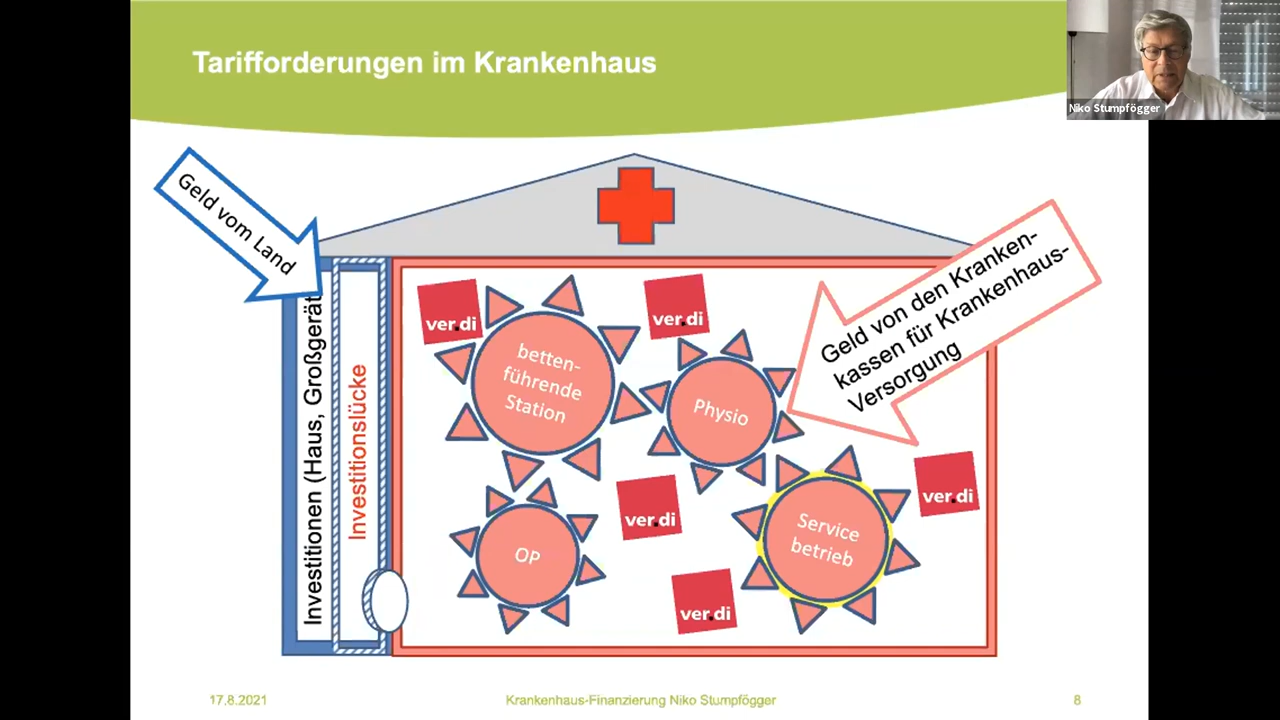 Tarifforderungen im Krankenhaus
Niko Stumpfögger
Geld vom Land
Geld von den Kranken-
kassen für Krankenhaus-
Versorgung
Investitionen (Haus, Großgerät
Investitionslücke
ver.di
ver.di
betten-
führende
Station
Physio
ver.di
ver.di
OP
Service
betrieb
ver.di
17.8.2021
Krankenhaus-Finanzierung Niko Stumpfögger
8